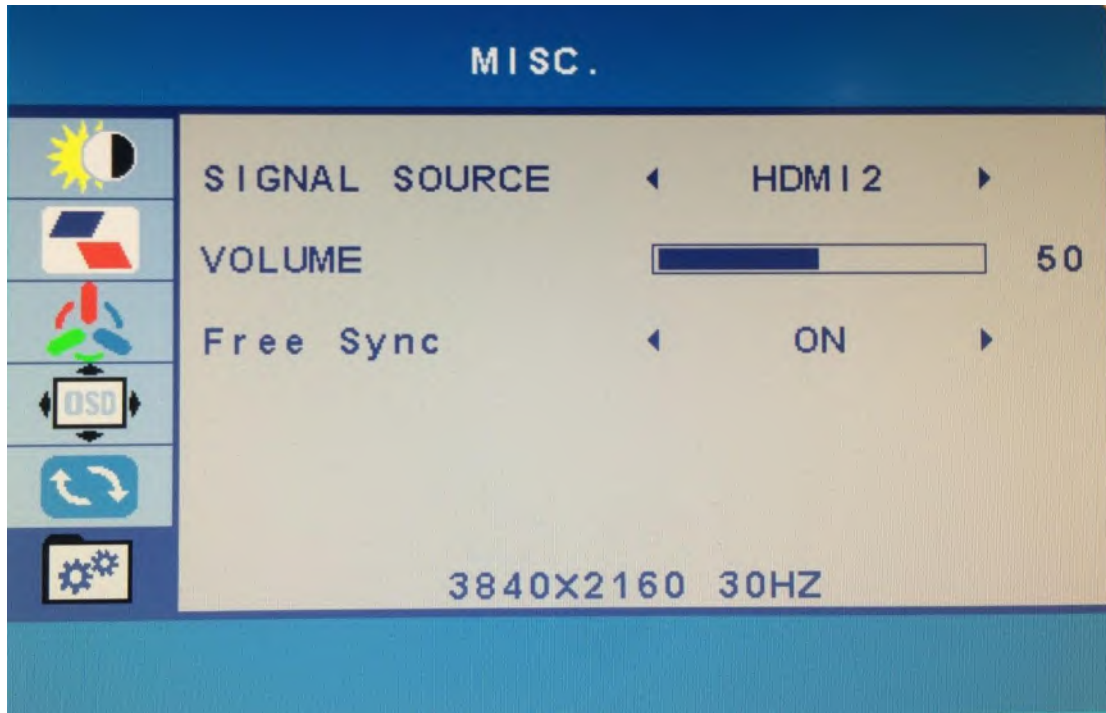 MISC.
SIGNAL SOURCE HDMI2
VOLUME 50
Free Sync ON
OSD
3840X2160 30HZ